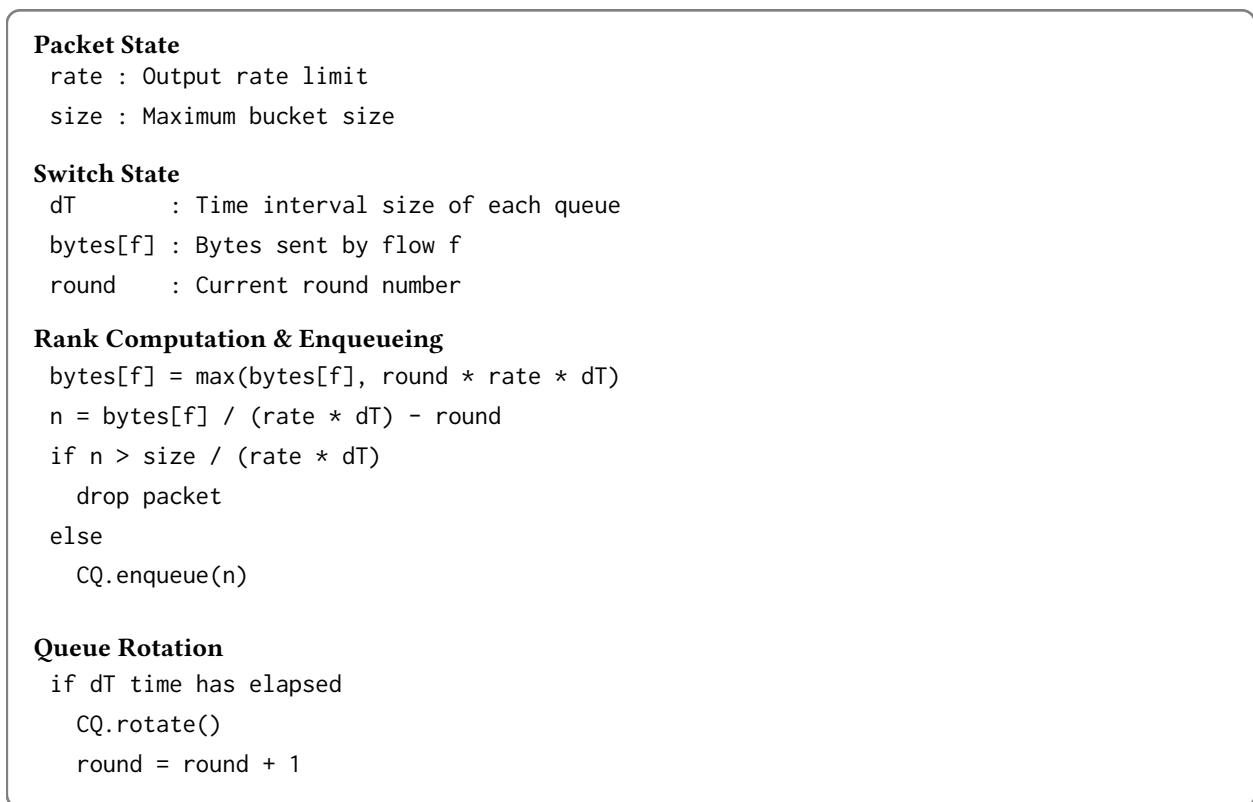 Packet State
rate : Output rate limit
size : Maximum bucket size
Switch State
dT       : Time interval size of each queue
bytes[f] : Bytes sent by flow f
round    : Current round number
Rank Computation & Enqueueing
bytes[f] = max(bytes[f], round * rate * dT)
n = bytes[f] / (rate * dT) - round
if n > size / (rate * dT)
  drop packet
else
  CQ.enqueue(n)
Queue Rotation
if dT time has elapsed
  CQ.rotate()
  round = round + 1